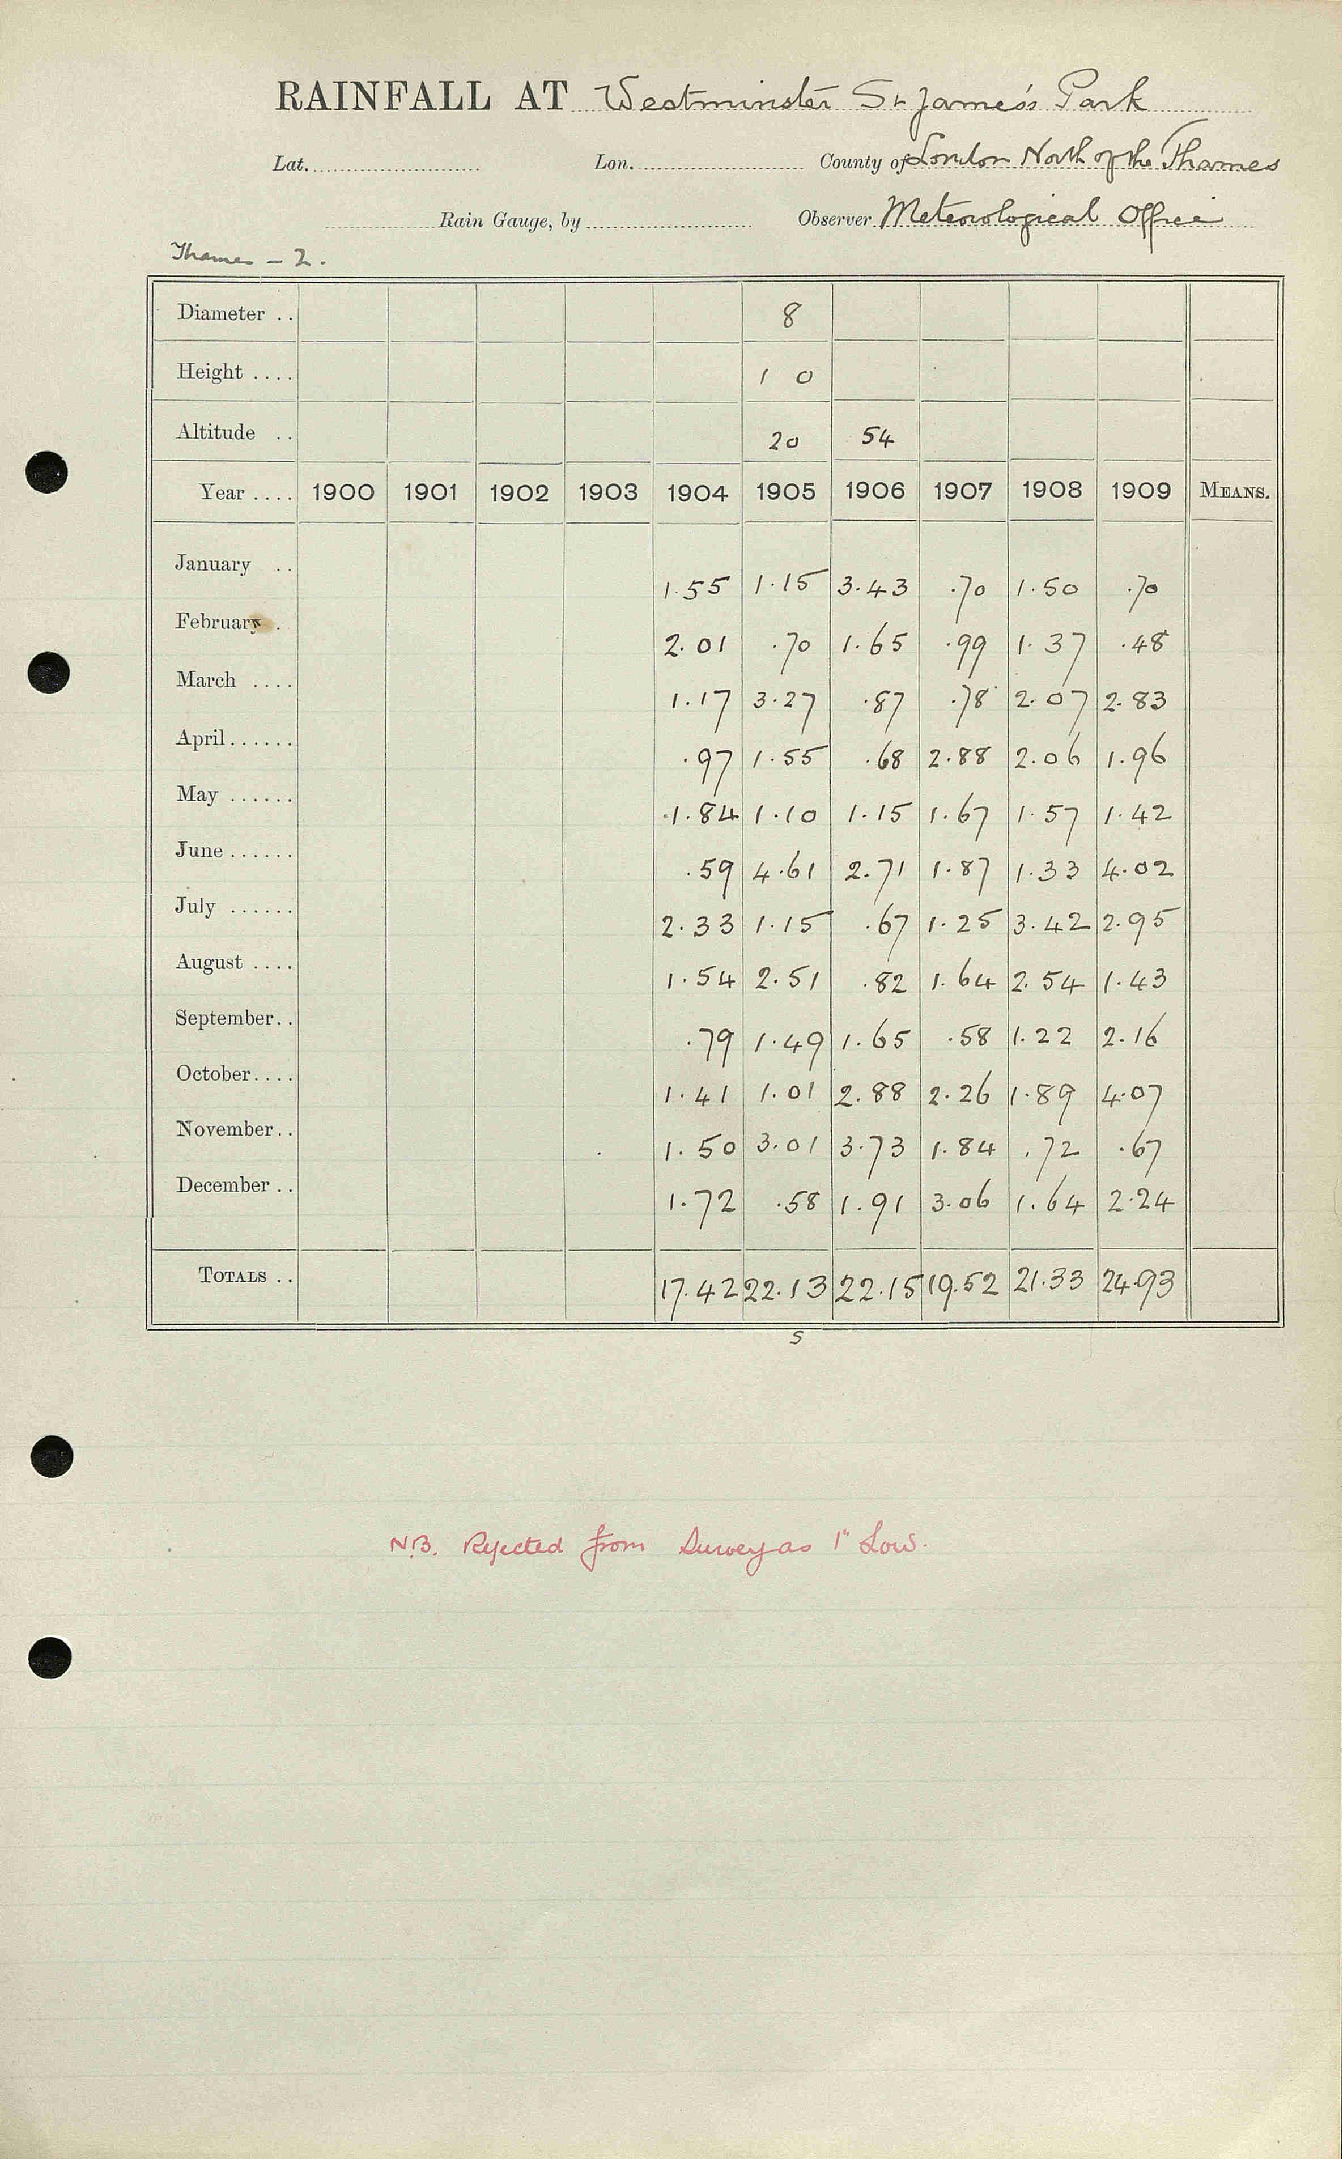 RAINFALL AT Westminster St James's Park
Lat. Lon. County of London North of the Thames
Rain Gauge, by Observer Meteorological Office
Thames - 2.
Diameter .. 8
Height .... 1 0
Altitude .. 20 54
Year .... 1900 1901 1902 1903 1904 1905 1906 1907 1908 1909 MEANS.
January .. 1.55 1.15 3.43 .70 1.50 .70
February . 2.01 .70 1.65 .99 1.37 .48
March .... 1.17 3.27 .87 .78 2.07 2.83
April...... .97 1.55 .68 2.88 2.06 1.96
May ...... 1.84 1.10 1.15 1.67 1.57 1.42
June...... .59 4.61 2.71 1.87 1.33 4.02
July ...... 2.33 1.15 .67 1.25 3.42 2.95
August .... 1.54 2.51 .82 1.64 2.54 1.43
September.. .79 1.49 1.65 .58 1.22 2.16
October.... 1.41 1.01 2.88 2.26 1.89 4.07
November.. 1.50 3.01 3.73 1.84 .72 .67
December .. 1.72 .58 1.91 3.06 1.64 2.24
TOTALS .. 17.42 22.13 22.15 19.52 21.33 24.93
S
N.B. Rejected from Survey as 1" Low.